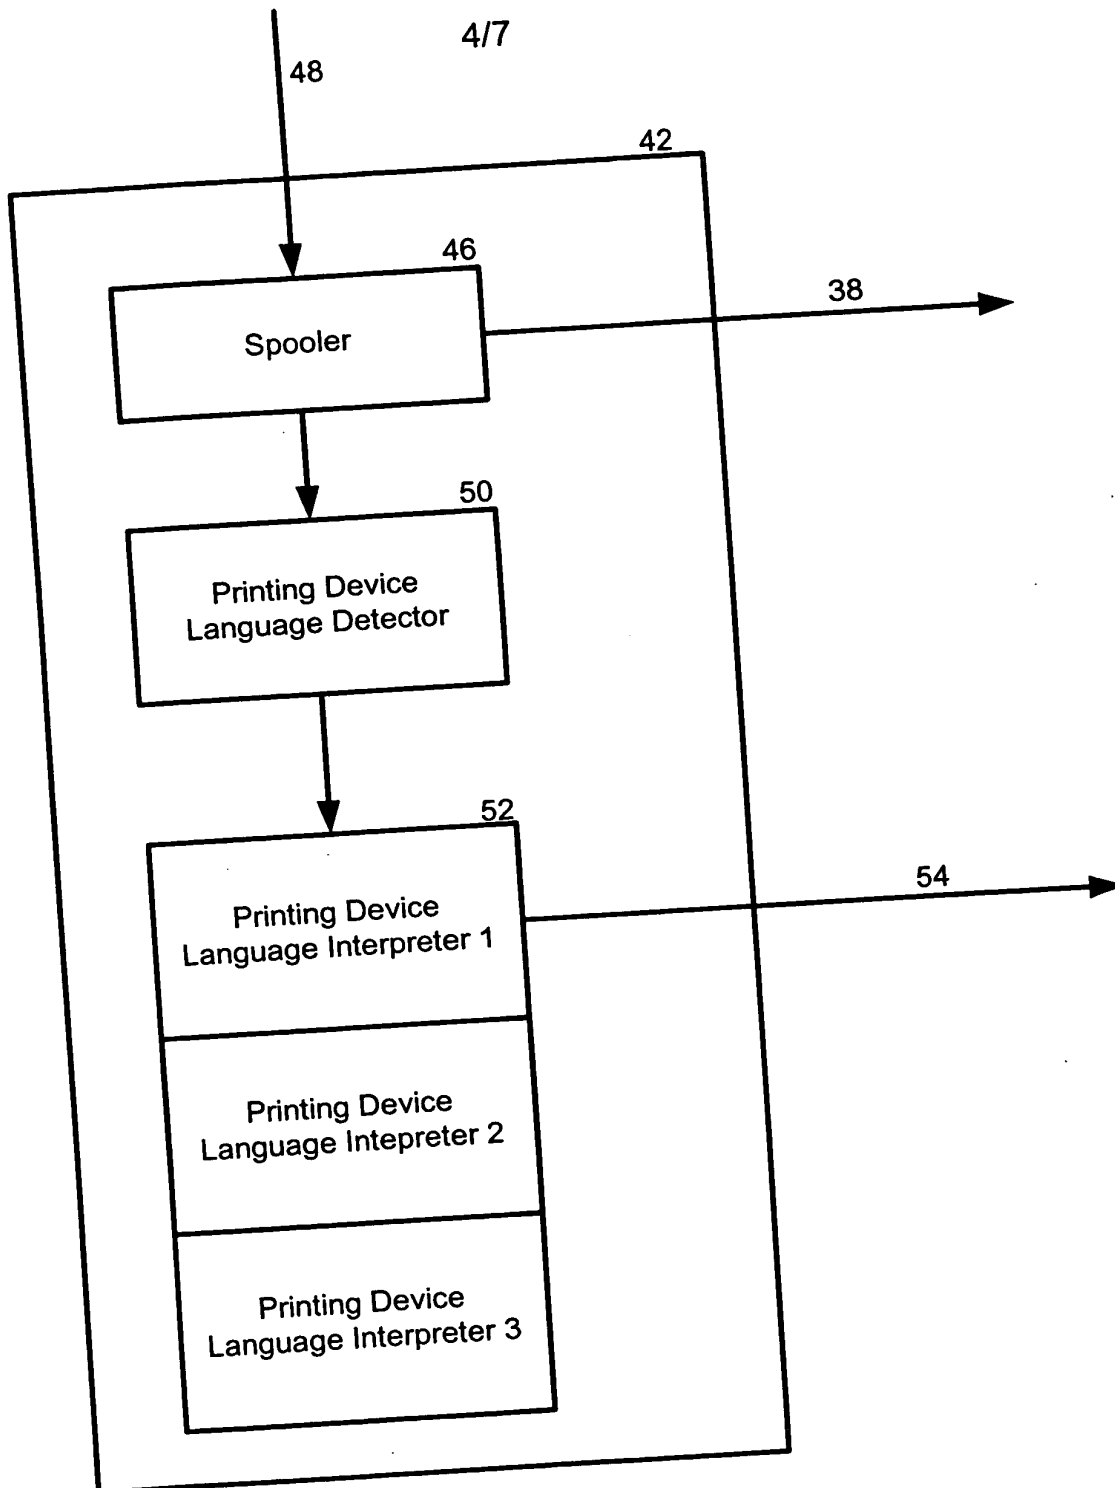 4/7
48
42
46
Spooler
38
50
Printing Device
Language Detector
52
Printing Device
Language Interpreter 1
54
Printing Device
Language Intepreter 2
Printing Device
Language Interpreter 3